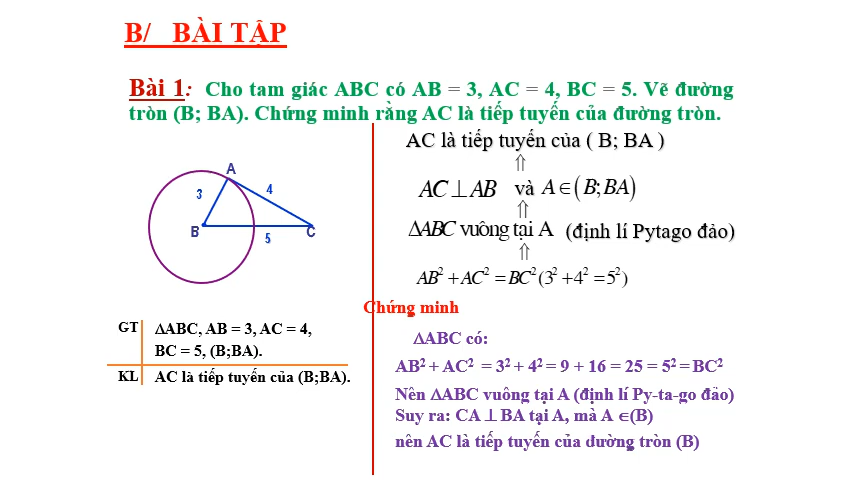 B/ BÀI TẬP
Bài 1: Cho tam giác ABC có AB = 3, AC = 4, BC = 5. Vẽ đường
tròn (B; BA). Chứng minh rằng AC là tiếp tuyến của đường tròn.
A
3
4
B
5
C
GT ΔABC, AB = 3, AC = 4,
BC = 5, (B;BA).
KL AC là tiếp tuyến của (B;BA).
AC là tiếp tuyến của ( B; BA )
⇑
AC ⊥ AB và A ∈ (B; BA)
⇑
ΔABC vuông tại A (định lí Pytago đảo)
⇑
AB² + AC² = BC² (3² + 4² = 5²)
Chứng minh
ΔABC có:
AB² + AC² = 3² + 4² = 9 + 16 = 25 = 5² = BC²
Nên ΔABC vuông tại A (định lí Py-ta-go đảo)
Suy ra: CA ⊥ BA tại A, mà A ∈(B)
nên AC là tiếp tuyến của đường tròn (B)